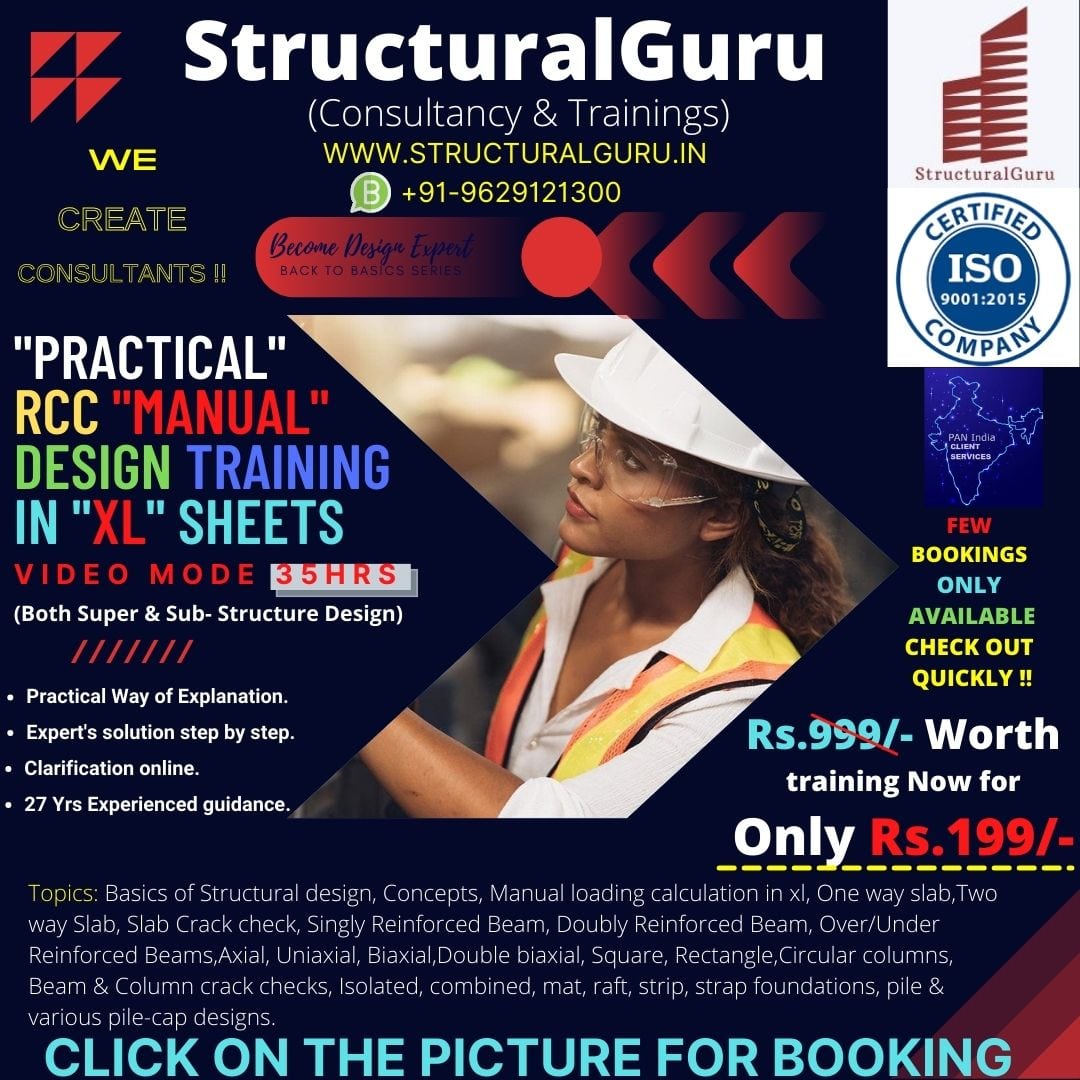 StructuralGuru
(Consultancy & Trainings)
WWW.STRUCTURALGURU.IN
B +91-9629121300
WE
CREATE
CONSULTANTS !!
Become Design Expert
BACK TO BASICS SERIES
StructuralGuru
CERTIFIED
ISO
9001:2015
COMPANY
"PRACTICAL"
RCC "MANUAL"
DESIGN TRAINING
IN "XL" SHEETS
VIDEO MODE 35HRS
(Both Super & Sub- Structure Design)
///////
• Practical Way of Explanation.
• Expert's solution step by step.
• Clarification online.
• 27 Yrs Experienced guidance.
PAN India
CLIENT
SERVICES
FEW
BOOKINGS
ONLY
AVAILABLE
CHECK OUT
QUICKLY !!
Rs.999/- Worth
training Now for
Only Rs.199/-
Topics: Basics of Structural design, Concepts, Manual loading calculation in xl, One way slab,Two
way Slab, Slab Crack check, Singly Reinforced Beam, Doubly Reinforced Beam, Over/Under
Reinforced Beams,Axial, Uniaxial, Biaxial,Double biaxial, Square, Rectangle,Circular columns,
Beam & Column crack checks, Isolated, combined, mat, raft, strip, strap foundations, pile &
various pile-cap designs.
CLICK ON THE PICTURE FOR BOOKING